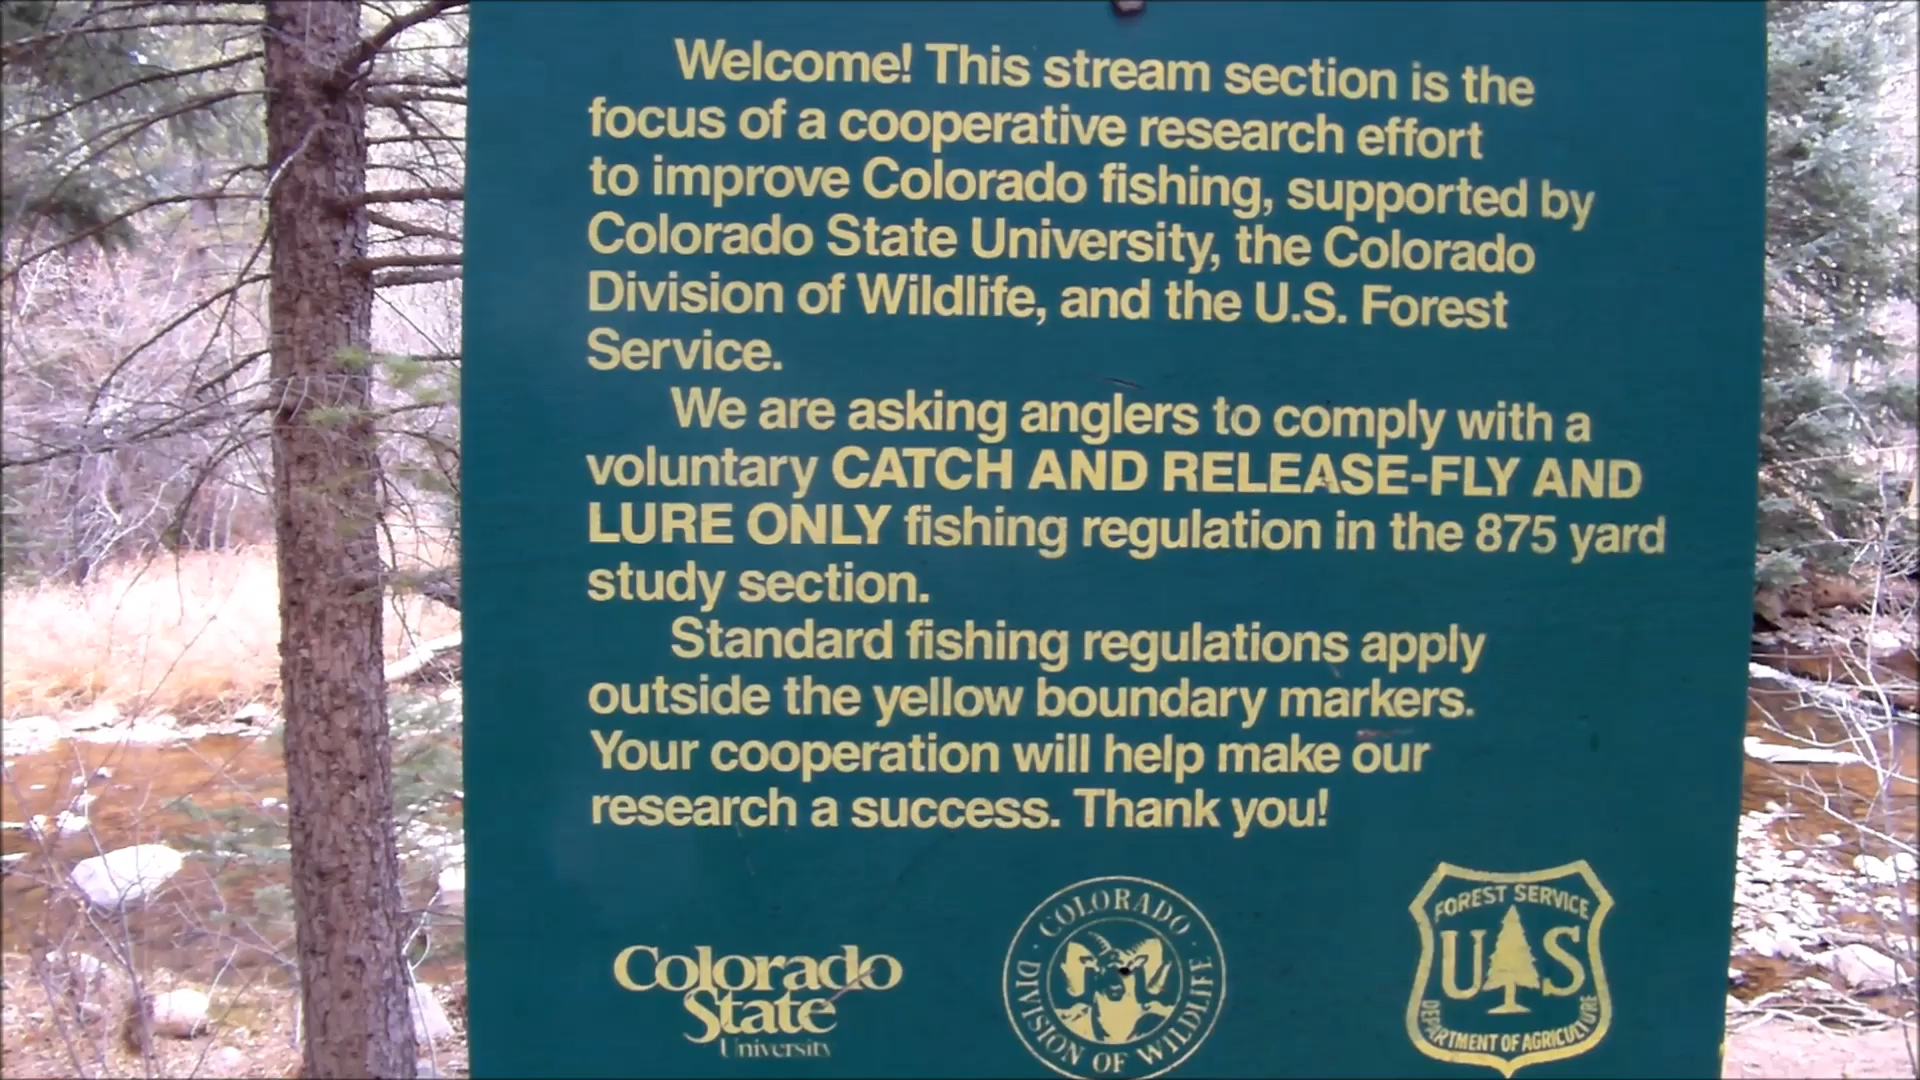 Welcome! This stream section is the
focus of a cooperative research effort
to improve Colorado fishing, supported by
Colorado State University, the Colorado
Division of Wildlife, and the U.S. Forest
Service.
We are asking anglers to comply with a
voluntary CATCH AND RELEASE-FLY AND
LURE ONLY fishing regulation in the 875 yard
study section.
Standard fishing regulations apply
outside the yellow boundary markers.
Your cooperation will help make our
research a success. Thank you!
Colorado
State
University
COLORADO
DIVISION OF WILDLIFE
FOREST SERVICE
U S
DEPARTMENT OF AGRICULTURE